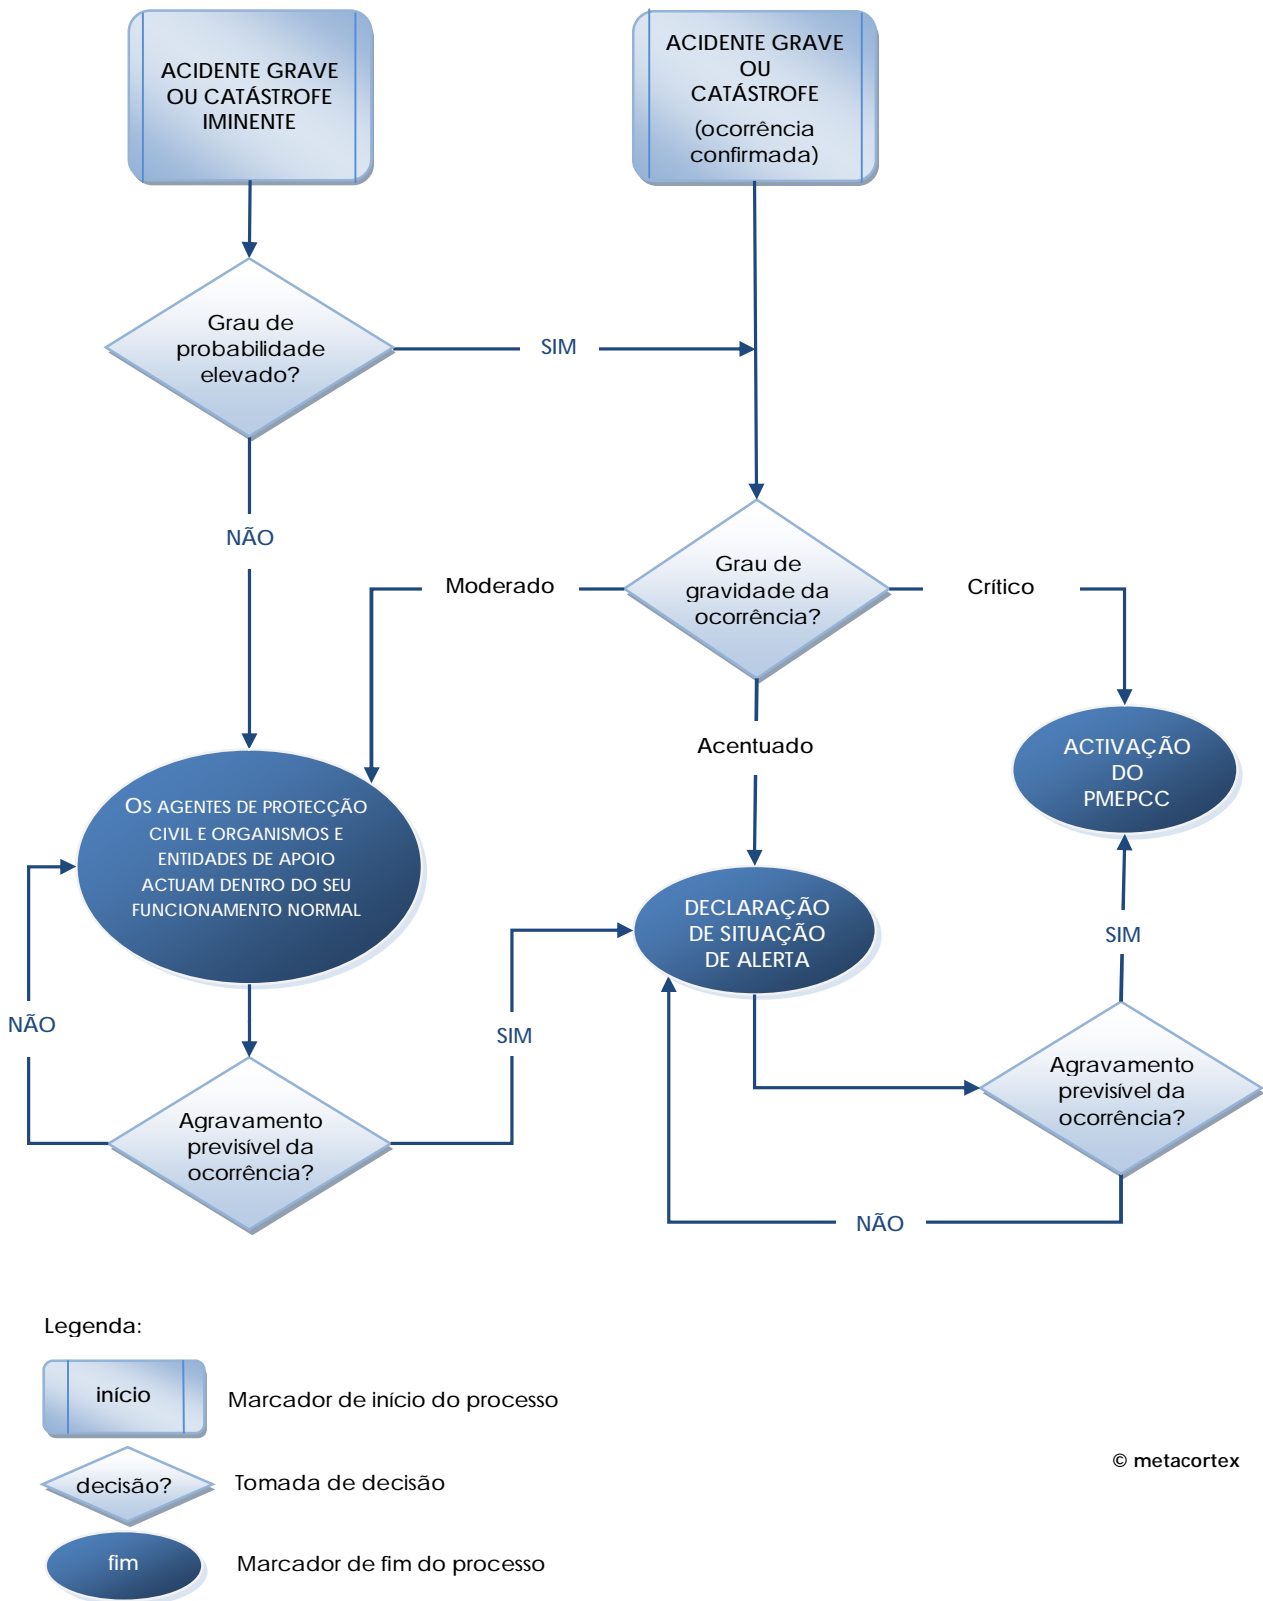 ACIDENTE GRAVE
OU CATÁSTROFE
IMINENTE
ACIDENTE GRAVE
OU
CATÁSTROFE
(ocorrência
confirmada)
Grau de
probabilidade
elevado?
SIM
NÃO
Grau de
gravidade da
ocorrência?
Moderado
Crítico
Acentuado
ACTIVAÇÃO
DO
PMEPCC
OS AGENTES DE PROTECÇÃO
CIVIL E ORGANISMOS E
ENTIDADES DE APOIO
ACTUAM DENTRO DO SEU
FUNCIONAMENTO NORMAL
DECLARAÇÃO
DE SITUAÇÃO
DE ALERTA
SIM
NÃO
SIM
Agravamento
previsível da
ocorrência?
Agravamento
previsível da
ocorrência?
NÃO
Legenda:
início
Marcador de início do processo
decisão?
Tomada de decisão
© metacortex
fim
Marcador de fim do processo